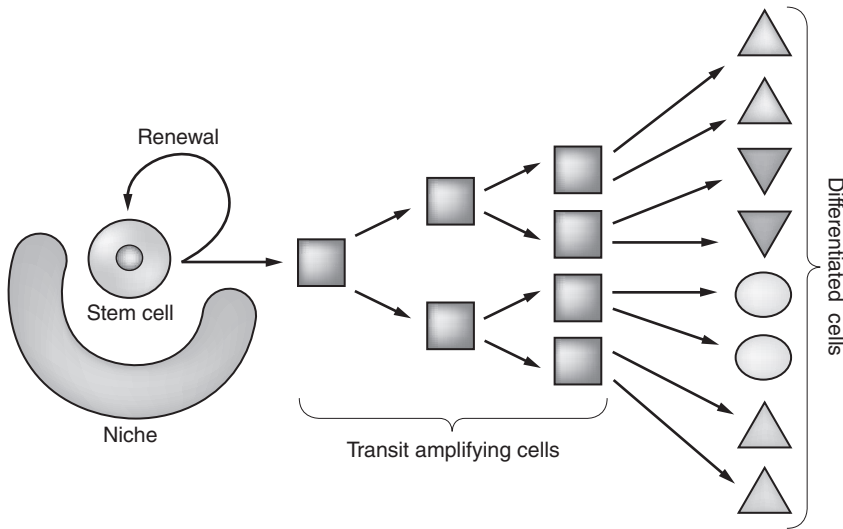 Renewal
Stem cell
Niche
Transit amplifying cells
Differentiated cells